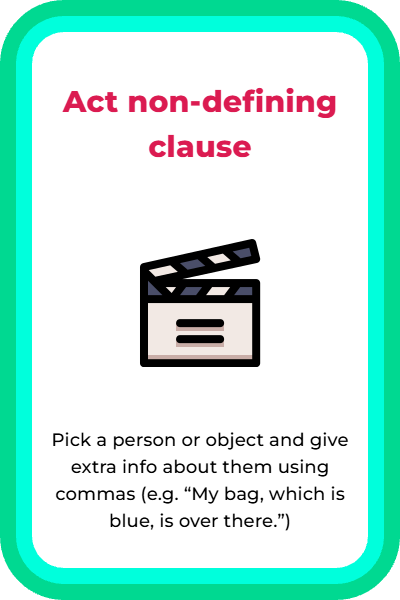 Act non-defining
clause
Pick a person or object and give
extra info about them using
commas (e.g. “My bag, which is
blue, is over there.”)